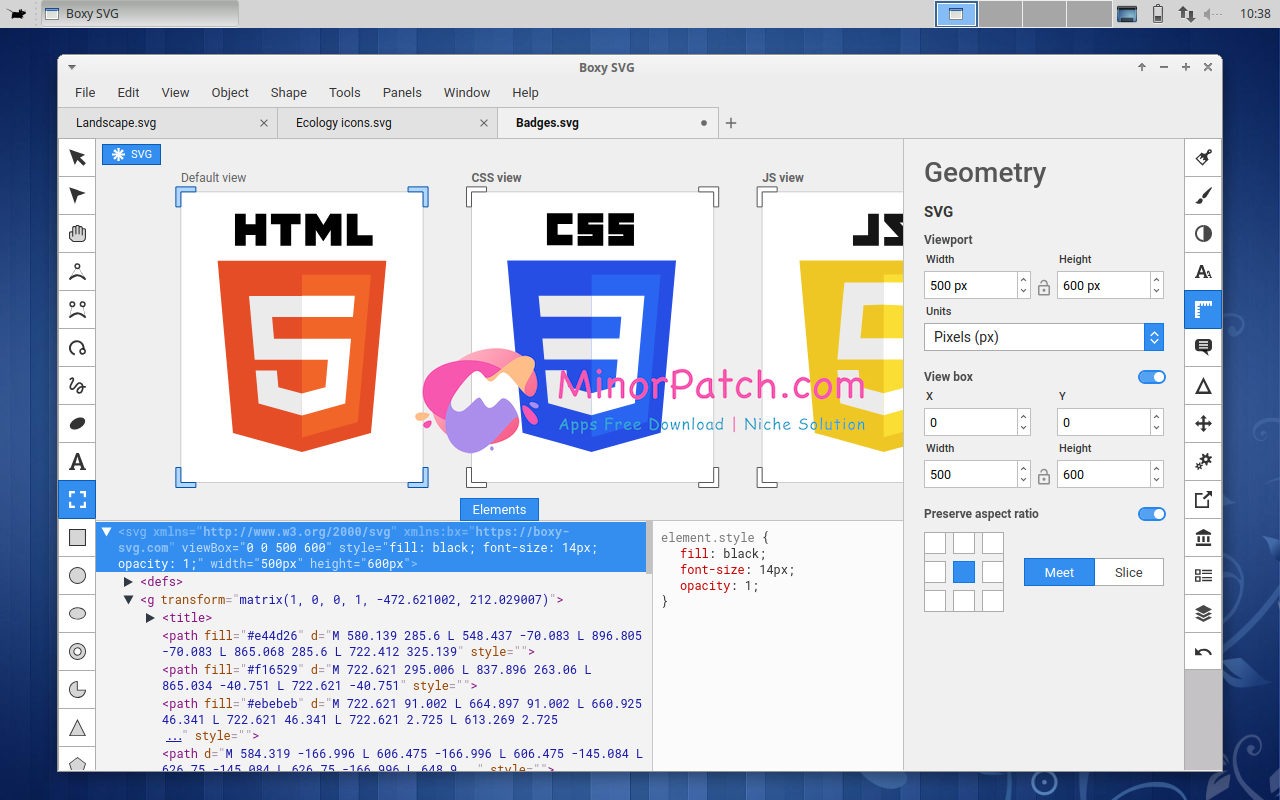 Boxy SVG
10:38
Boxy SVG
File Edit View Object Shape Tools Panels Window Help
Landscape.svg
Ecology icons.svg
Badges.svg
SVG
Default view
CSS view
JS view
HTML
CSS
JS
MinorPatch.com
Apps Free Download | Niche Solution
Elements
<svg xmlns="http://www.w3.org/2000/svg" xmlns:bx="https://boxy-
svg.com" viewBox="0 0 500 600" style="fill: black; font-size: 14px;
opacity: 1;" width="500px" height="600px">
<defs>
<g transform="matrix(1, 0, 0, 1, -472.621002, 212.029007)">
<title>
<path fill="#e44d26" d="M 580.139 285.6 L 548.437 -70.083 L 896.805
-70.083 L 865.068 285.6 L 722.412 325.139" style="">
<path fill="#f16529" d="M 722.621 295.006 L 837.896 263.06 L
865.034 -40.751 L 722.621 -40.751" style="">
<path fill="#ebebeb" d="M 722.621 91.002 L 664.897 91.002 L 660.925
46.341 L 722.621 46.341 L 722.621 2.725 L 613.269 2.725
..." style="">
<path d="M 584.319 -166.996 L 606.475 -166.996 L 606.475 -145.084 L
626.75 -145.084 L 626.75 -166.996 L 648.9..." style="">
element.style {
fill: black;
font-size: 14px;
opacity: 1;
}
Geometry
SVG
Viewport
Width Height
500 px 600 px
Units
Pixels (px)
View box
X Y
0 0
Width Height
500 600
Preserve aspect ratio
Meet Slice